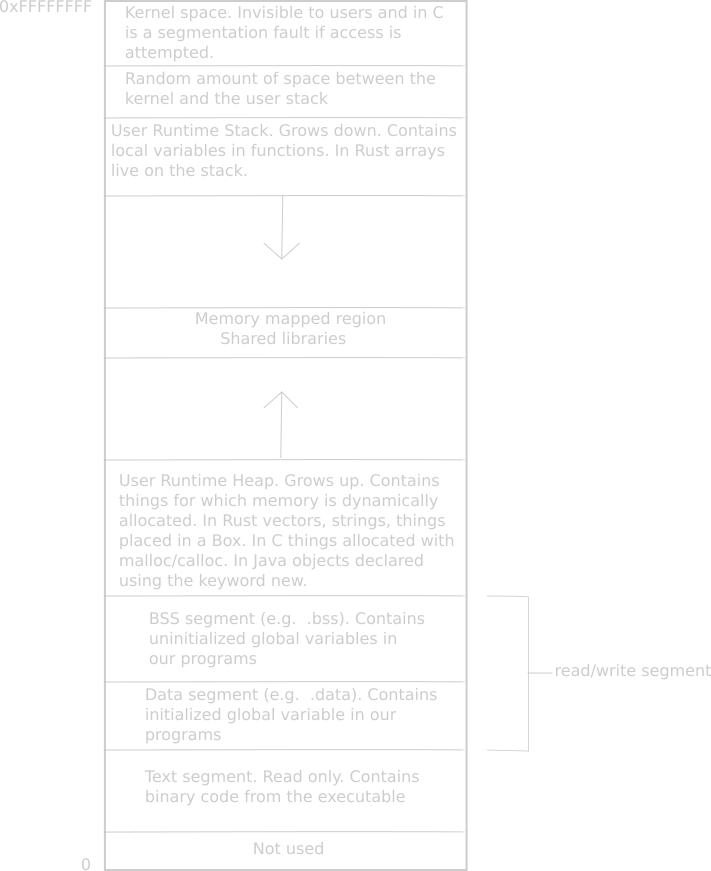 0xFFFFFFFF
Kernel space. Invisible to users and in C
is a segmentation fault if access is
attempted.
Random amount of space between the
kernel and the user stack
User Runtime Stack. Grows down. Contains
local variables in functions. In Rust arrays
live on the stack.
Memory mapped region
Shared libraries
User Runtime Heap. Grows up. Contains
things for which memory is dynamically
allocated. In Rust vectors, strings, things
placed in a Box. In C things allocated with
malloc/calloc. In Java objects declared
using the keyword new.
BSS segment (e.g.  .bss). Contains
uninitialized global variables in
our programs
read/write segment
Data segment (e.g.  .data). Contains
initialized global variable in our
programs
Text segment. Read only. Contains
binary code from the executable
Not used
0